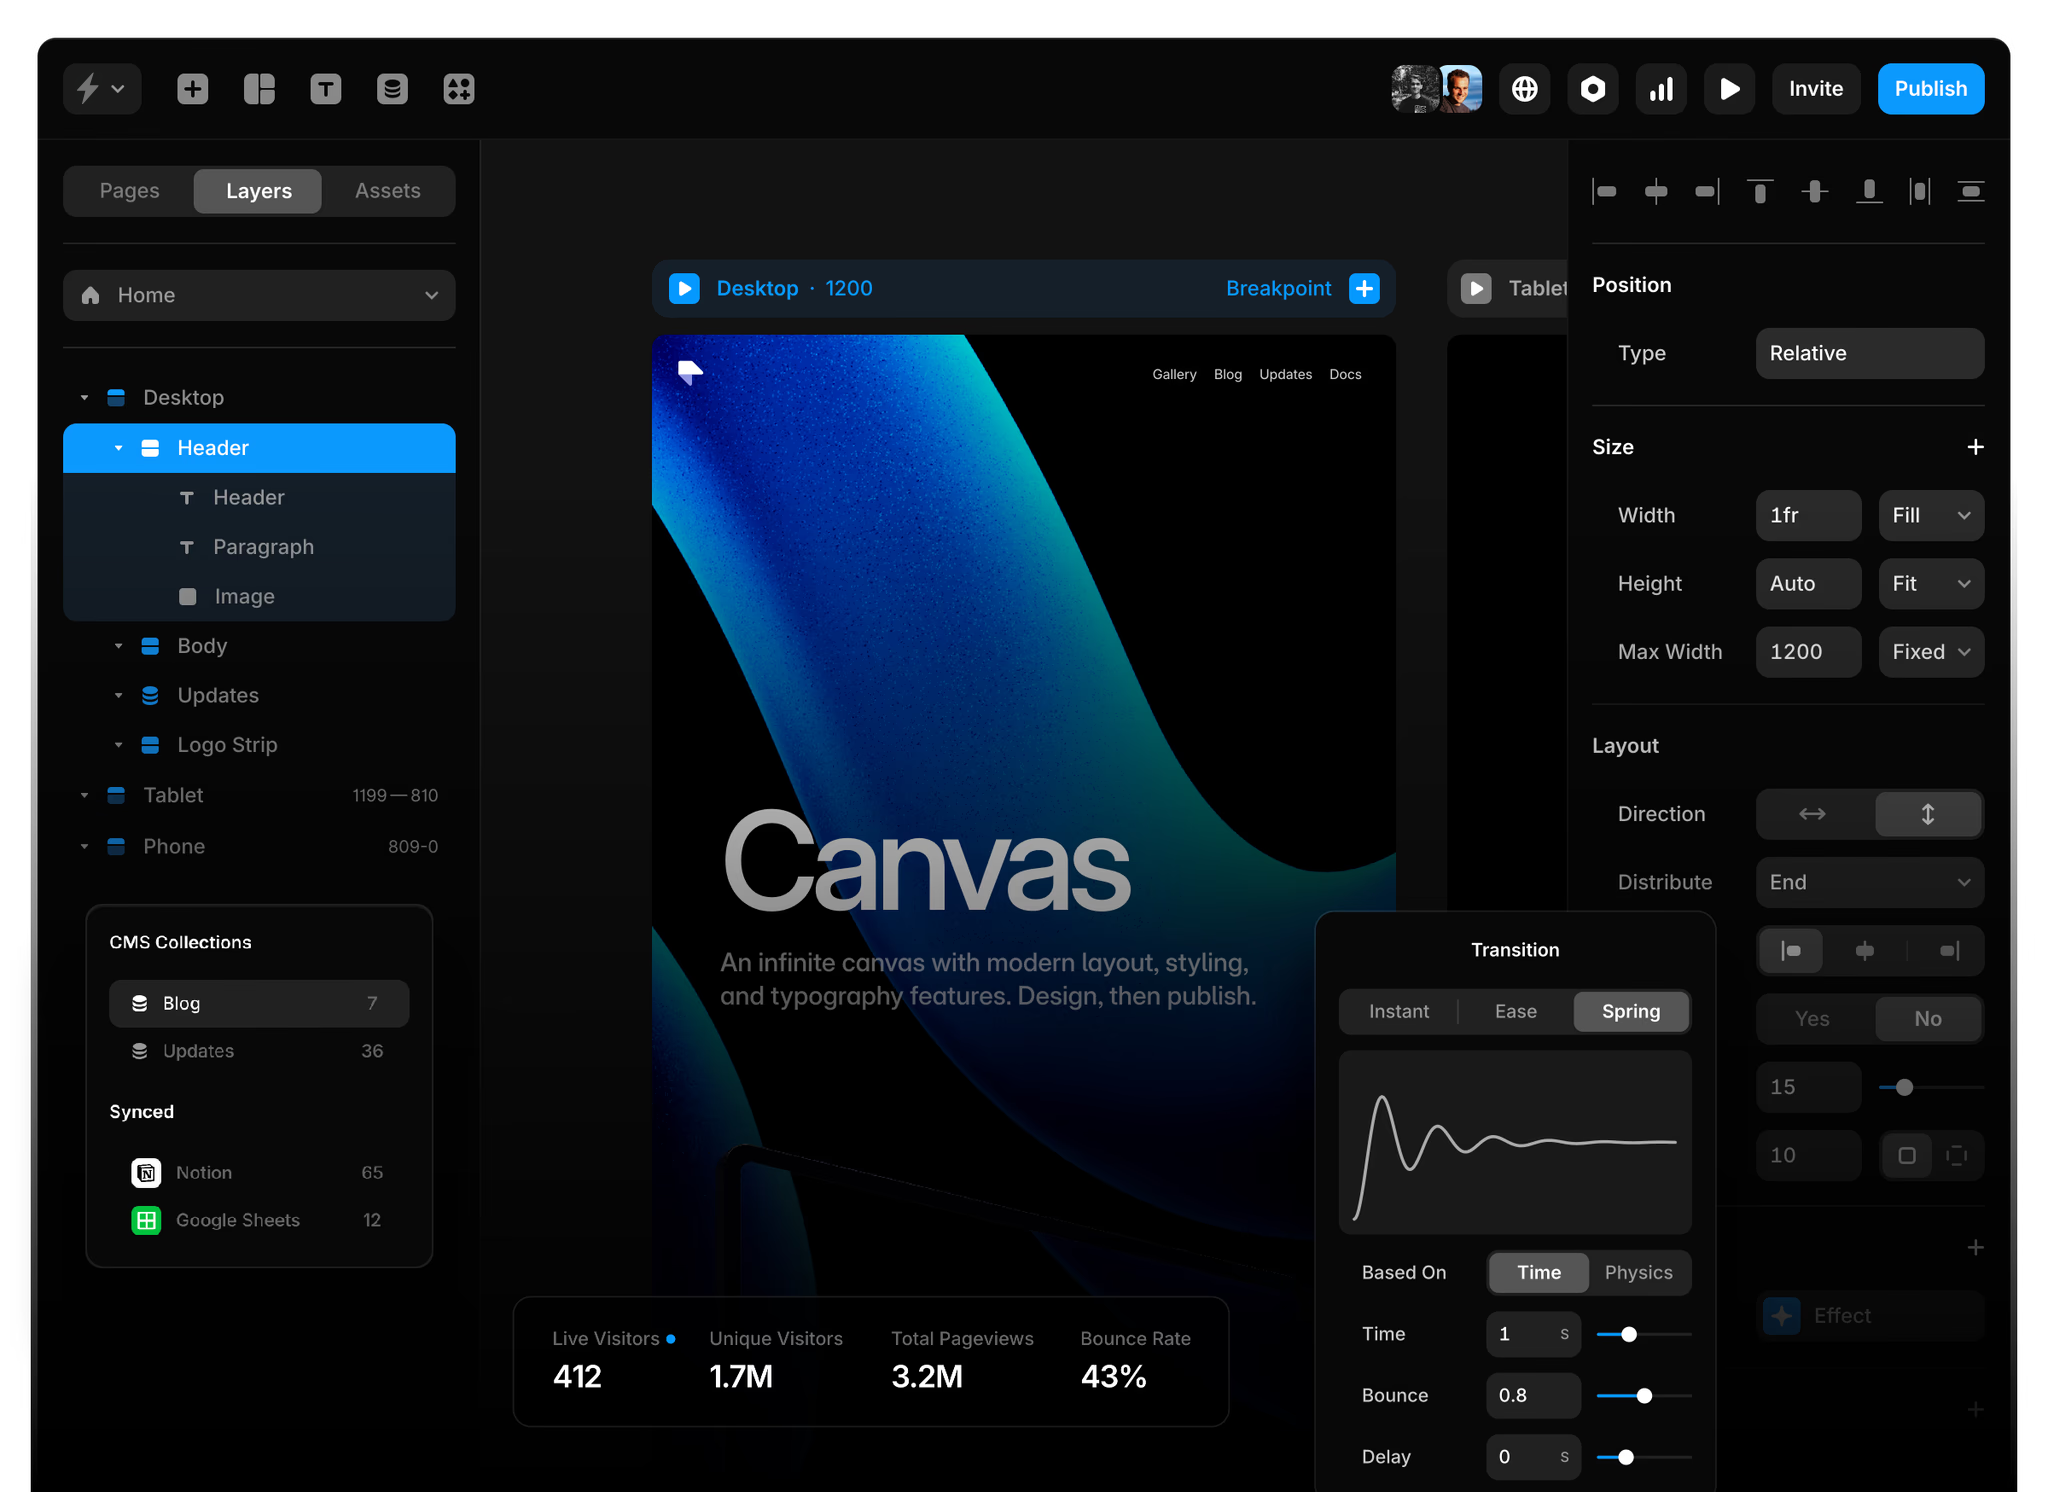 Invite
Publish
Pages
Layers
Assets
Home
Desktop
Header
Header
Paragraph
Image
Body
Updates
Logo Strip
Tablet 1199—810
Phone 809-0
CMS Collections
Blog 7
Updates 36
Synced
Notion 65
Google Sheets 12
Desktop · 1200
Breakpoint
Tablet
Gallery Blog Updates Docs
Canvas
An infinite canvas with modern layout, styling,
and typography features. Design, then publish.
Live Visitors
412
Unique Visitors
1.7M
Total Pageviews
3.2M
Bounce Rate
43%
Position
Type Relative
Size
Width 1fr Fill
Height Auto Fit
Max Width 1200 Fixed
Layout
Direction
Distribute End
Yes No
15
10
Effect
Transition
Instant Ease Spring
Based On Time Physics
Time 1 S
Bounce 0.8
Delay 0 S